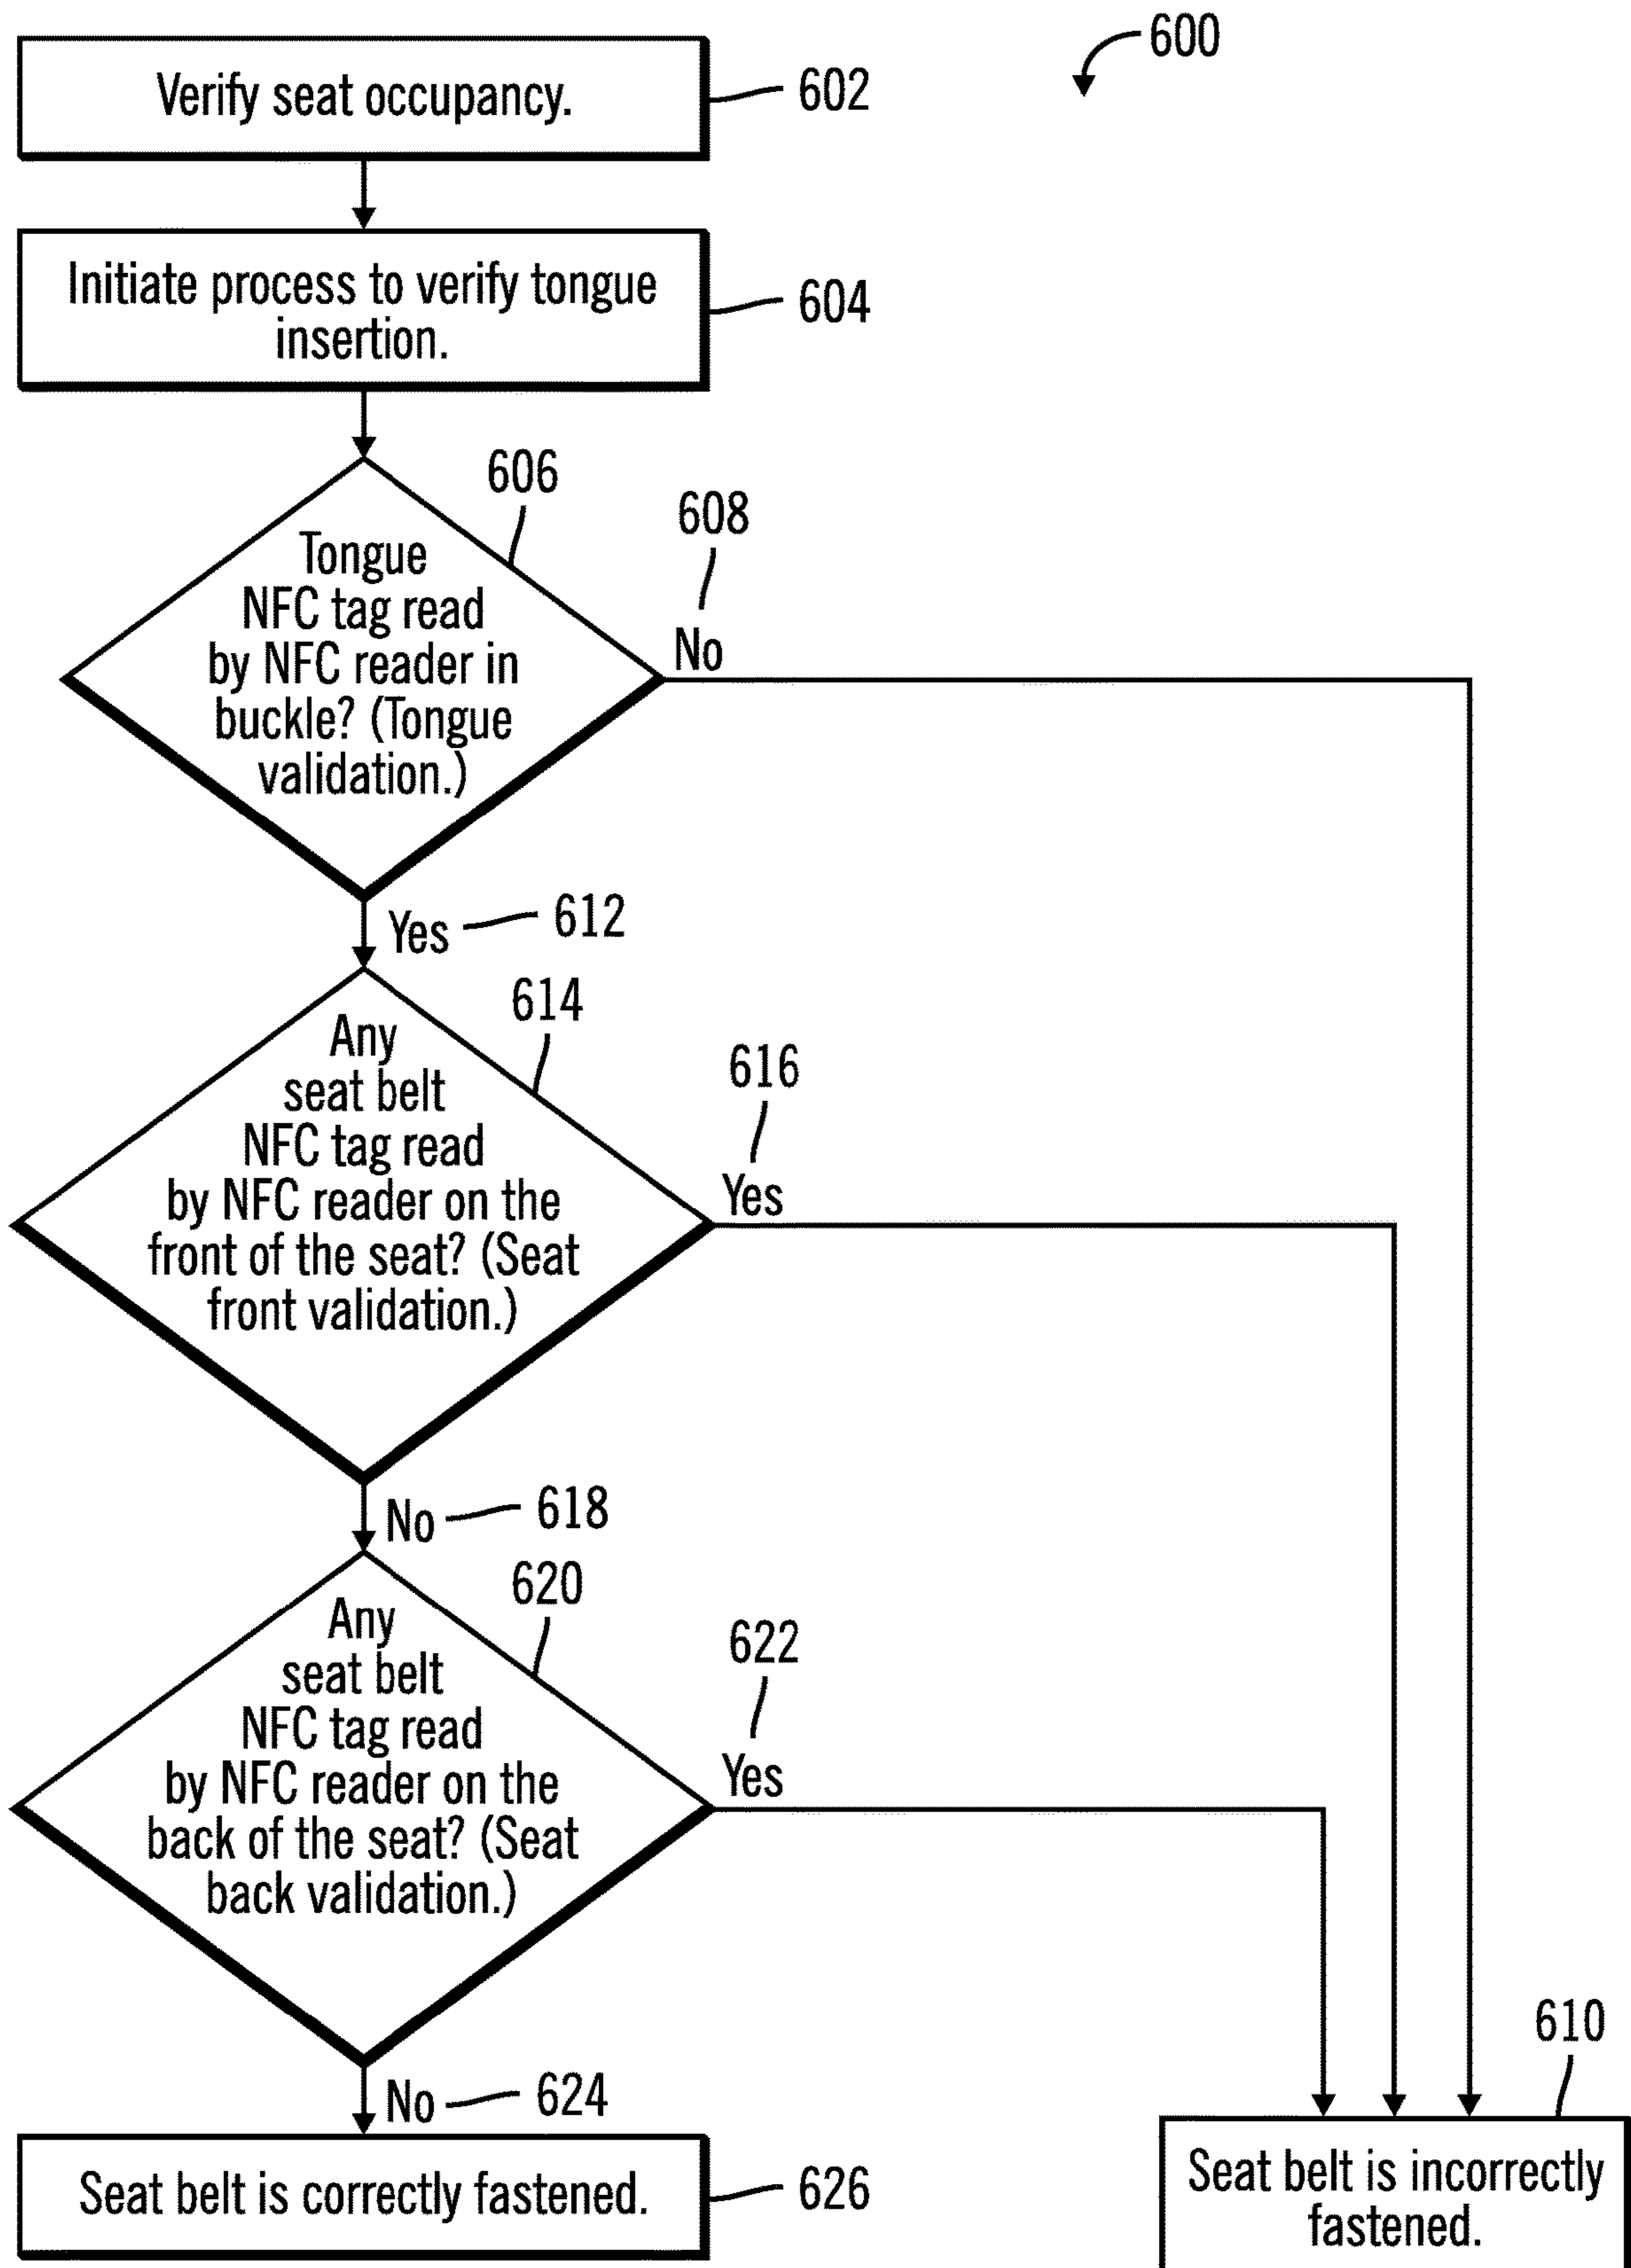 600
Verify seat occupancy.
602
Initiate process to verify tongue
insertion.
604
606
608
Tongue
NFC tag read
by NFC reader in
buckle? (Tongue
validation.)
No
Yes
612
614
616
Any
seat belt
NFC tag read
by NFC reader on the
front of the seat? (Seat
front validation.)
Yes
No
618
620
622
Any
seat belt
NFC tag read
by NFC reader on the
back of the seat? (Seat
back validation.)
Yes
No
624
610
Seat belt is correctly fastened.
626
Seat belt is incorrectly
fastened.